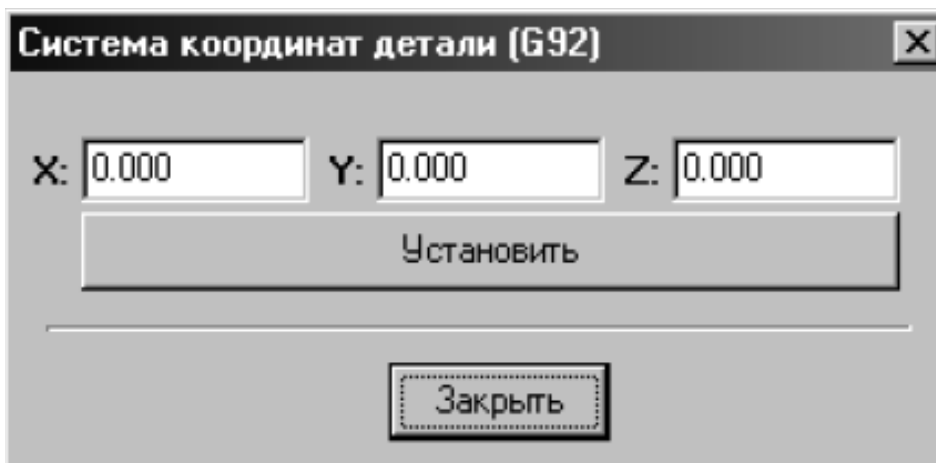 Система координат детали (G92)
X: 0.000 Y: 0.000 Z: 0.000
Установить
Закрыть